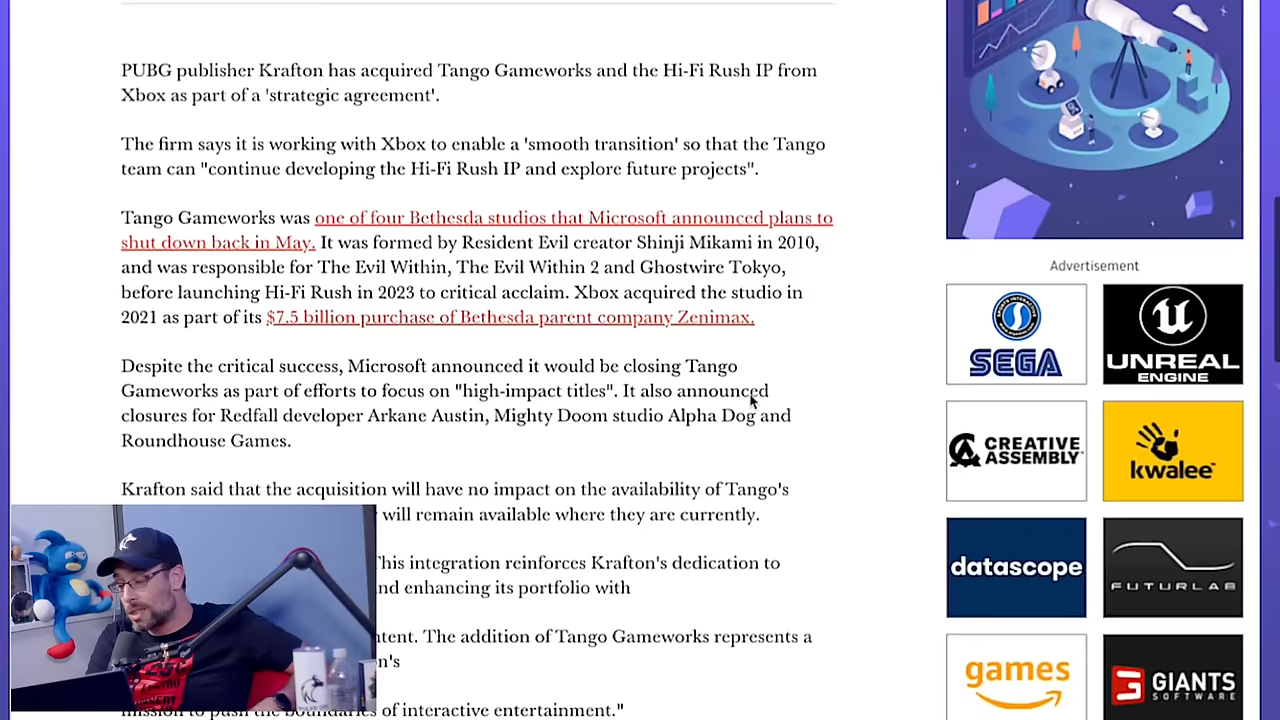 PUBG publisher Krafton has acquired Tango Gameworks and the Hi-Fi Rush IP from
Xbox as part of a 'strategic agreement'.
The firm says it is working with Xbox to enable a 'smooth transition' so that the Tango
team can "continue developing the Hi-Fi Rush IP and explore future projects".
Tango Gameworks was one of four Bethesda studios that Microsoft announced plans to
shut down back in May. It was formed by Resident Evil creator Shinji Mikami in 2010,
and was responsible for The Evil Within, The Evil Within 2 and Ghostwire Tokyo,
before launching Hi-Fi Rush in 2023 to critical acclaim. Xbox acquired the studio in
2021 as part of its $7.5 billion purchase of Bethesda parent company Zenimax.
Despite the critical success, Microsoft announced it would be closing Tango
Gameworks as part of efforts to focus on "high-impact titles". It also announced
closures for Redfall developer Arkane Austin, Mighty Doom studio Alpha Dog and
Roundhouse Games.
Krafton said that the acquisition will have no impact on the availability of Tango's
will remain available where they are currently.
This integration reinforces Krafton's dedication to
nd enhancing its portfolio with
ntent. The addition of Tango Gameworks represents a
n's
mission to push the boundaries of interactive entertainment."
Advertisement
SEGA
UNREAL
ENGINE
CREATIVE
ASSEMBLY
kwalee
datascope
FUTURLAB
games
GIANTS
SOFTWARE